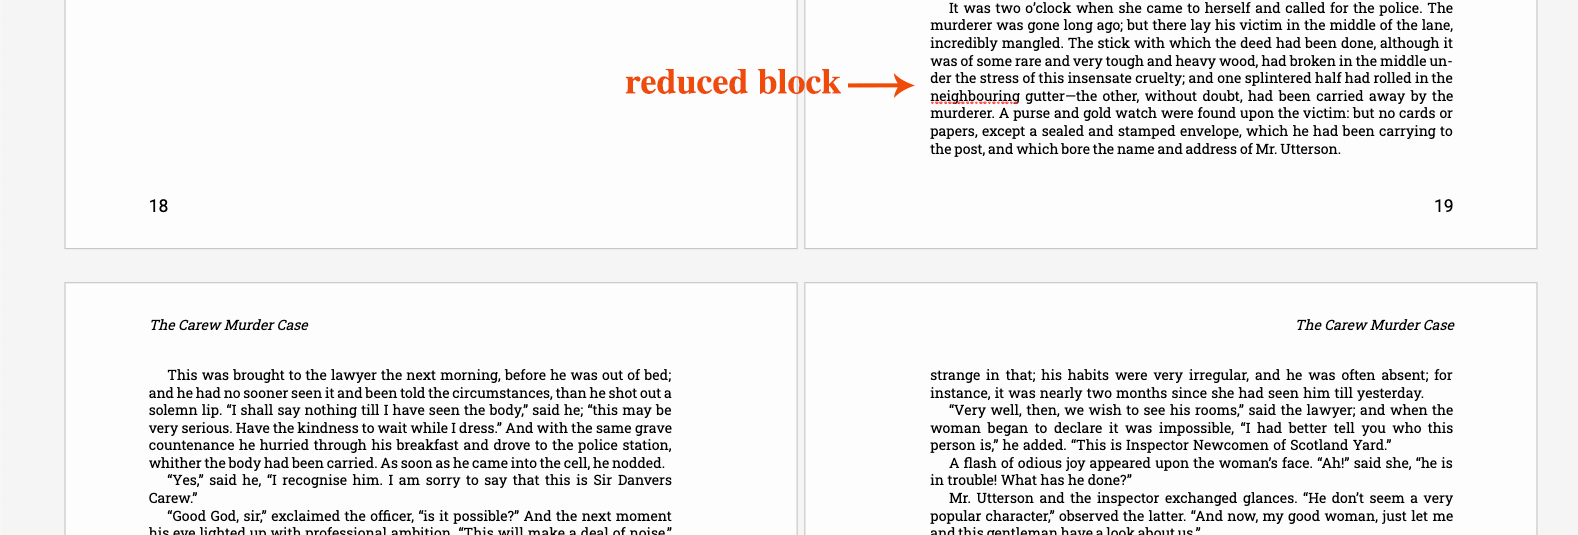 It was two o’clock when she came to herself and called for the police. The
murderer was gone long ago; but there lay his victim in the middle of the lane,
incredibly mangled. The stick with which the deed had been done, although it
was of some rare and very tough and heavy wood, had broken in the middle un-
der the stress of this insensate cruelty; and one splintered half had rolled in the
neighbouring gutter—the other, without doubt, had been carried away by the
murderer. A purse and gold watch were found upon the victim: but no cards or
papers, except a sealed and stamped envelope, which he had been carrying to
the post, and which bore the name and address of Mr. Utterson.
reduced block
18
19
The Carew Murder Case
This was brought to the lawyer the next morning, before he was out of bed;
and he had no sooner seen it and been told the circumstances, than he shot out a
solemn lip. “I shall say nothing till I have seen the body,” said he; “this may be
very serious. Have the kindness to wait while I dress.” And with the same grave
countenance he hurried through his breakfast and drove to the police station,
whither the body had been carried. As soon as he came into the cell, he nodded.
“Yes,” said he, “I recognise him. I am sorry to say that this is Sir Danvers
Carew.”
“Good God, sir,” exclaimed the officer, “is it possible?” And the next moment
his eye lighted up with professional ambition. “This will make a deal of noise,”
The Carew Murder Case
strange in that; his habits were very irregular, and he was often absent; for
instance, it was nearly two months since she had seen him till yesterday.
“Very well, then, we wish to see his rooms,” said the lawyer; and when the
woman began to declare it was impossible, “I had better tell you who this
person is,” he added. “This is Inspector Newcomen of Scotland Yard.”
A flash of odious joy appeared upon the woman’s face. “Ah!” said she, “he is
in trouble! What has he done?”
Mr. Utterson and the inspector exchanged glances. “He don’t seem a very
popular character,” observed the latter. “And now, my good woman, just let me
and this gentleman have a look about us.”